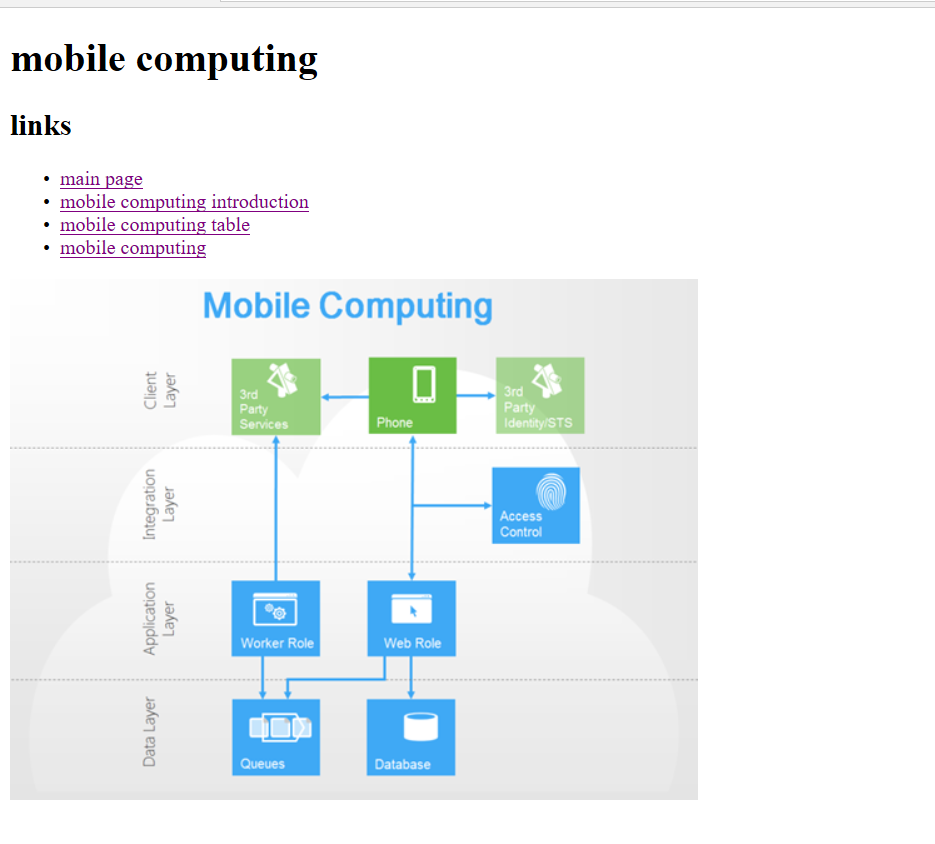 mobile computing
links
main page
mobile computing introduction
mobile computing table
mobile computing
Mobile Computing
Client
Layer
3rd
Party
Services
Phone
3rd
Party
Identity/STS
Integration
Layer
Access
Control
Application
Layer
Worker Role
Web Role
Data Layer
Queues
Database